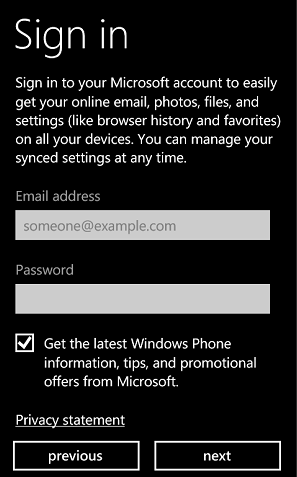 Sign in
Sign in to your Microsoft account to easily
get your online email, photos, files, and
settings (like browser history and favorites)
on all your devices. You can manage your
synced settings at any time.
Email address
someone@example.com
Password
Get the latest Windows Phone
information, tips, and promotional
offers from Microsoft.
Privacy statement
previous next